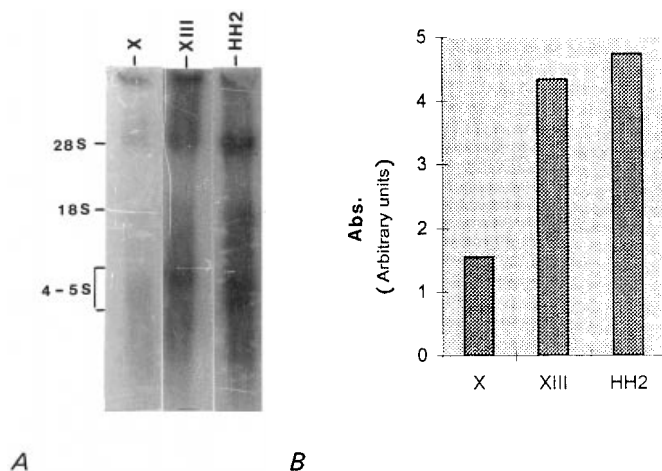 – X
– XIII
– HH2
28S –
18S –
4 – 5S
A
Abs.
( Arbitrary units )
5
4
3
2
1
0
X XIII HH2
B